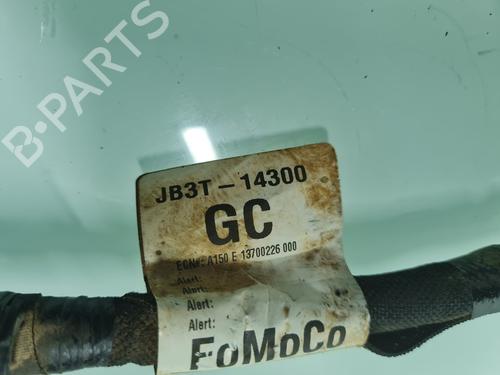 B-PARTS
JB3T-14300
GC
ECN#: A150 E 13700226 000
Alert:
Alert:
Alert:
Alert:
FoMoCo